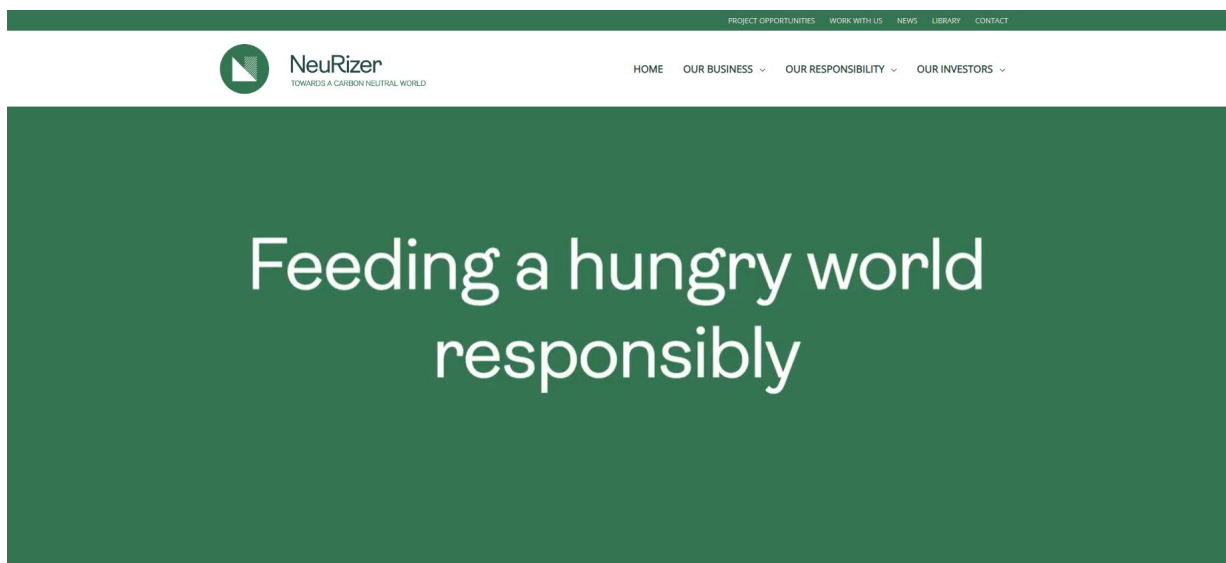 PROJECT OPPORTUNITIES WORK WITH US NEWS LIBRARY CONTACT
NeuRizer
TOWARDS A CARBON NEUTRAL WORLD
HOME OUR BUSINESS OUR RESPONSIBILITY OUR INVESTORS
Feeding a hungry world
responsibly